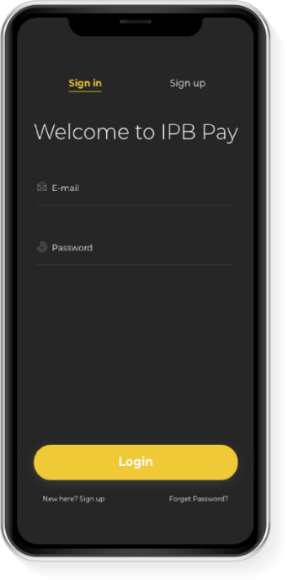 Sign in Sign up
Welcome to IPB Pay
E-mail
Password
Login
New here? Sign up Forget Password?